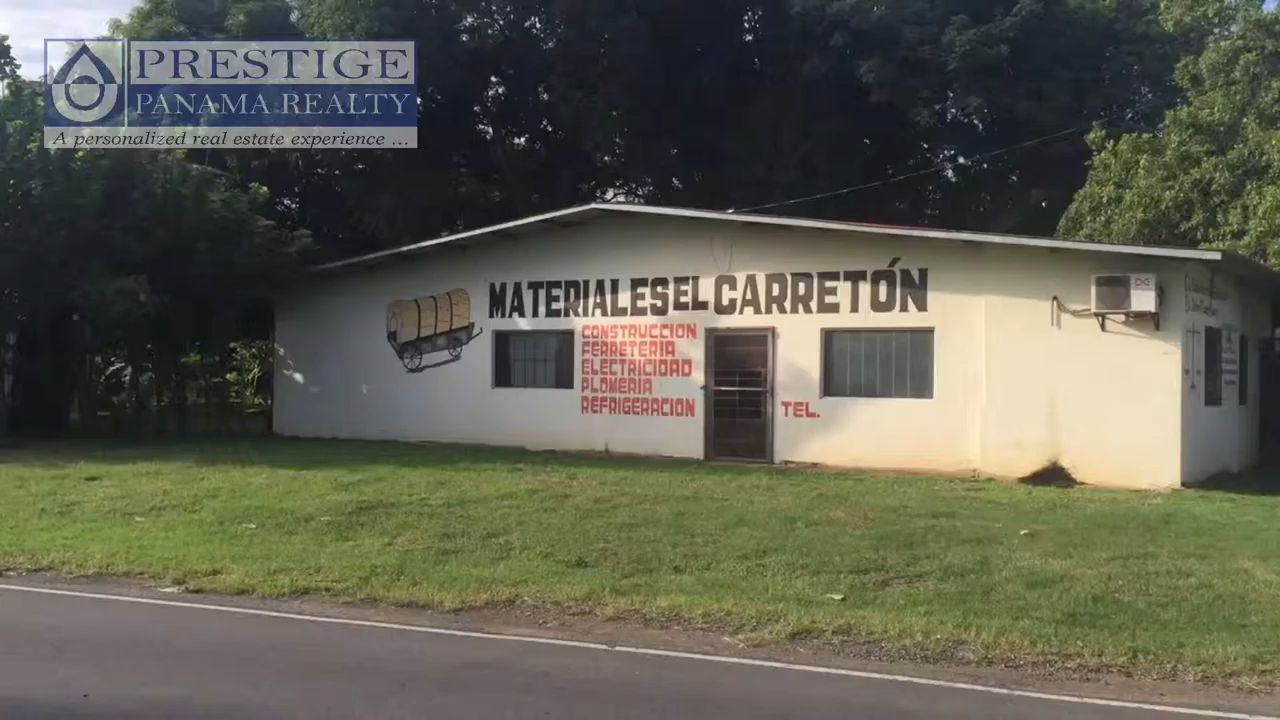 PRESTIGE
PANAMA REALTY
A personalized real estate experience ...
MATERIALES EL CARRETÓN
CONSTRUCCION
FERRETERIA
ELECTRICIDAD
PLOMERIA
REFRIGERACION
TEL.